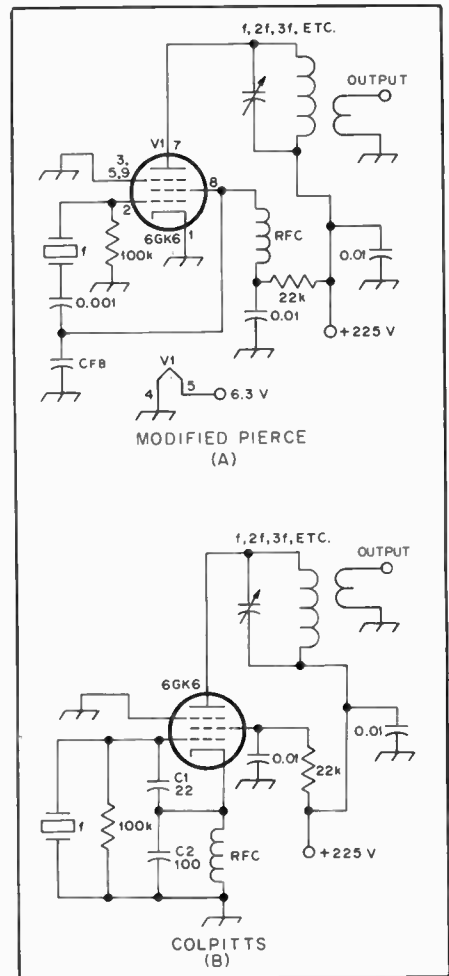 f, 2f, 3f, ETC.
OUTPUT
V1 7
3,
5,9
8
2
6GK6
1
f
100k
RFC
0.01
22k
0.01
0.001
+225 V
CFB
V1
4
5
6.3 V
MODIFIED PIERCE
(A)
f, 2f, 3f, ETC.
OUTPUT
6GK6
0.01
0.01
22k
C1
22
f
100k
C2
100
RFC
+225 V
COLPITTS
(B)